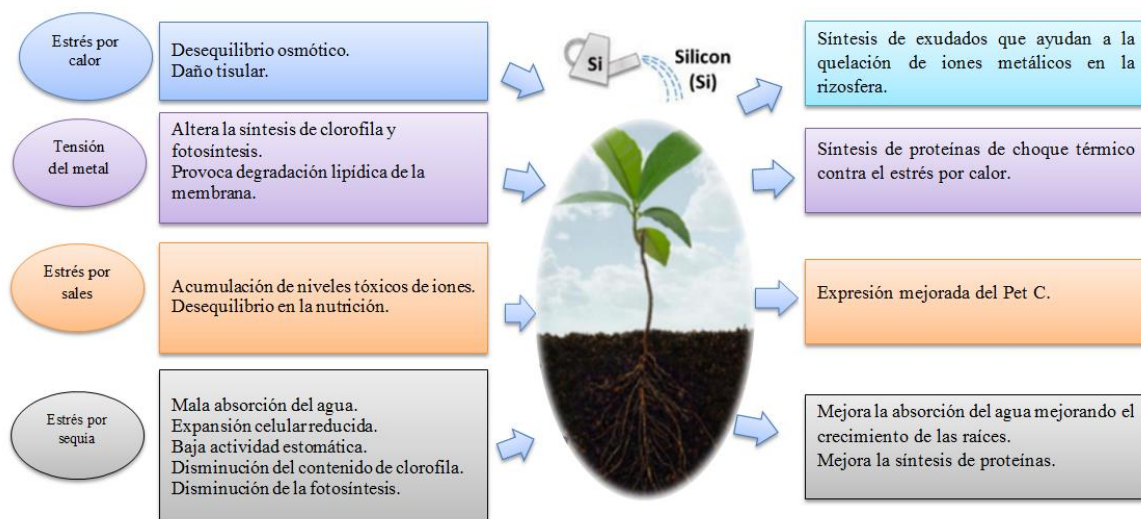 Estrés por
calor
Desequilibrio osmótico.
Daño tisular.
Si
Silicon
(Si)
Síntesis de exudados que ayudan a la
quelación de iones metálicos en la
rizosfera.
Tensión
del metal
Altera la síntesis de clorofila y
fotosíntesis.
Provoca degradación lipídica de la
membrana.
Síntesis de proteínas de choque térmico
contra el estrés por calor.
Estrés por
sales
Acumulación de niveles tóxicos de iones.
Desequilibrio en la nutrición.
Expresión mejorada del Pet C.
Estrés por
sequia
Mala absorción del agua.
Expansión celular reducida.
Baja actividad estomática.
Disminución del contenido de clorofila.
Disminución de la fotosíntesis.
Mejora la absorción del agua mejorando el
crecimiento de las raíces.
Mejora la síntesis de proteínas.